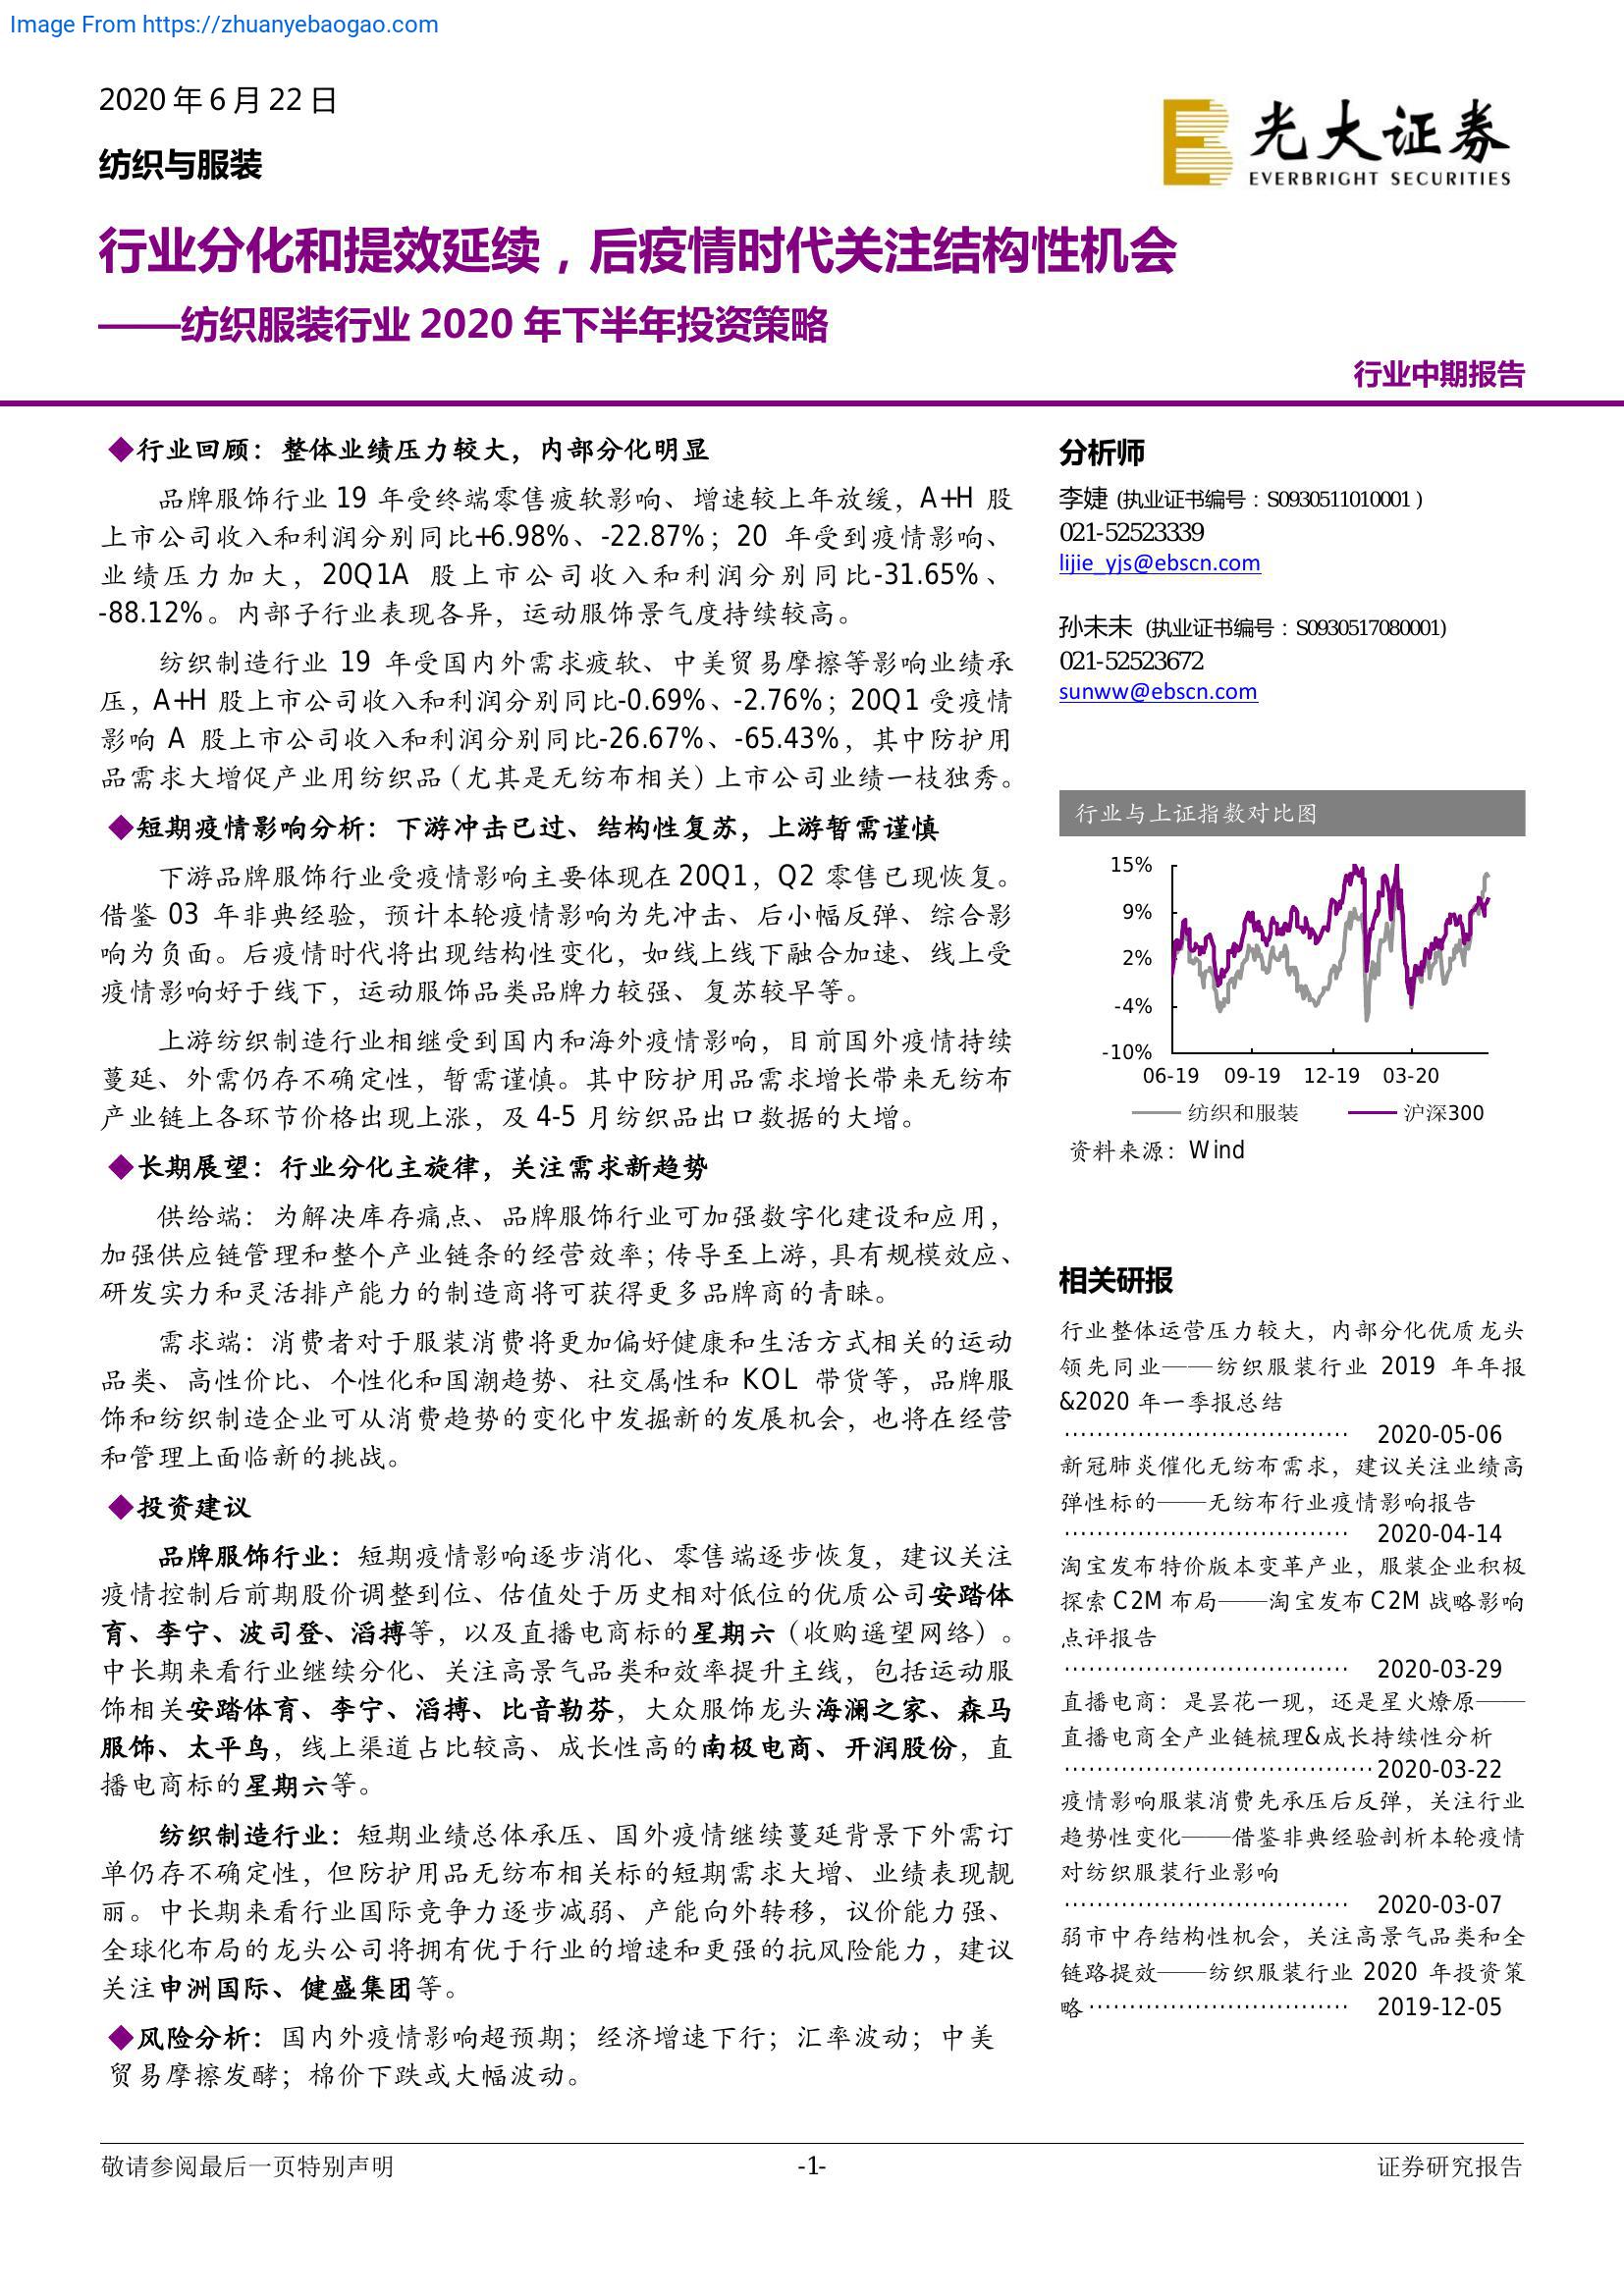 Image From https://zhuanyebaogao.com
2020 年 6 月 22 日
纺织与服装
光大证券
EVERBRIGHT SECURITIES
行业分化和提效延续，后疫情时代关注结构性机会
——纺织服装行业 2020 年下半年投资策略
行业中期报告
◆行业回顾：整体业绩压力较大，内部分化明显
品牌服饰行业 19 年受终端零售疲软影响、增速较上年放缓，A+H 股
上市公司收入和利润分别同比+6.98%、-22.87%；20 年受到疫情影响、
业绩压力加大，20Q1A 股上市公司收入和利润分别同比-31.65%、
-88.12%。内部子行业表现各异，运动服饰景气度持续较高。
纺织制造行业 19 年受国内外需求疲软、中美贸易摩擦等影响业绩承
压，A+H 股上市公司收入和利润分别同比-0.69%、-2.76%；20Q1 受疫情
影响 A 股上市公司收入和利润分别同比-26.67%、-65.43%，其中防护用
品需求大增促产业用纺织品（尤其是无纺布相关）上市公司业绩一枝独秀。
◆短期疫情影响分析：下游冲击已过、结构性复苏，上游暂需谨慎
下游品牌服饰行业受疫情影响主要体现在 20Q1，Q2 零售已现恢复。
借鉴 03 年非典经验，预计本轮疫情影响为先冲击、后小幅反弹、综合影
响为负面。后疫情时代将出现结构性变化，如线上线下融合加速、线上受
疫情影响好于线下，运动服饰品类品牌力较强、复苏较早等。
上游纺织制造行业相继受到国内和海外疫情影响，目前国外疫情持续
蔓延、外需仍存不确定性，暂需谨慎。其中防护用品需求增长带来无纺布
产业链上各环节价格出现上涨，及 4-5 月纺织品出口数据的大增。
◆长期展望：行业分化主旋律，关注需求新趋势
供给端：为解决库存痛点、品牌服饰行业可加强数字化建设和应用，
加强供应链管理和整个产业链条的经营效率；传导至上游，具有规模效应、
研发实力和灵活排产能力的制造商将可获得更多品牌商的青睐。
需求端：消费者对于服装消费将更加偏好健康和生活方式相关的运动
品类、高性价比、个性化和国潮趋势、社交属性和 KOL 带货等，品牌服
饰和纺织制造企业可从消费趋势的变化中发掘新的发展机会，也将在经营
和管理上面临新的挑战。
◆投资建议
品牌服饰行业：短期疫情影响逐步消化、零售端逐步恢复，建议关注
疫情控制后前期股价调整到位、估值处于历史相对低位的优质公司安踏体
育、李宁、波司登、滔搏等，以及直播电商标的星期六（收购遥望网络）。
中长期来看行业继续分化、关注高景气品类和效率提升主线，包括运动服
饰相关安踏体育、李宁、滔搏、比音勒芬，大众服饰龙头海澜之家、森马
服饰、太平鸟，线上渠道占比较高、成长性高的南极电商、开润股份，直
播电商标的星期六等。
纺织制造行业：短期业绩总体承压、国外疫情继续蔓延背景下外需订
单仍存不确定性，但防护用品无纺布相关标的短期需求大增、业绩表现靓
丽。中长期来看行业国际竞争力逐步减弱、产能向外转移，议价能力强、
全球化布局的龙头公司将拥有优于行业的增速和更强的抗风险能力，建议
关注申洲国际、健盛集团等。
◆风险分析：国内外疫情影响超预期；经济增速下行；汇率波动；中美
贸易摩擦发酵；棉价下跌或大幅波动。
分析师
李婕 (执业证书编号：S0930511010001 )
021-52523339
lijie_yjs@ebscn.com
孙未未 (执业证书编号：S0930517080001)
021-52523672
sunww@ebscn.com
行业与上证指数对比图
15%
9%
2%
-4%
-10%
06-19 09-19 12-19 03-20
纺织和服装 沪深300
资料来源：Wind
相关研报
行业整体运营压力较大，内部分化优质龙头
领先同业——纺织服装行业 2019 年年报
&2020 年一季报总结
·································· 2020-05-06
新冠肺炎催化无纺布需求，建议关注业绩高
弹性标的——无纺布行业疫情影响报告
·································· 2020-04-14
淘宝发布特价版本变革产业，服装企业积极
探索 C2M 布局——淘宝发布 C2M 战略影响
点评报告
·································· 2020-03-29
直播电商：是昙花一现，还是星火燎原——
直播电商全产业链梳理&成长持续性分析
····································· 2020-03-22
疫情影响服装消费先承压后反弹，关注行业
趋势性变化——借鉴非典经验剖析本轮疫情
对纺织服装行业影响
·································· 2020-03-07
弱市中存结构性机会，关注高景气品类和全
链路提效——纺织服装行业 2020 年投资策
略······························· 2019-12-05
敬请参阅最后一页特别声明
-1-
证券研究报告